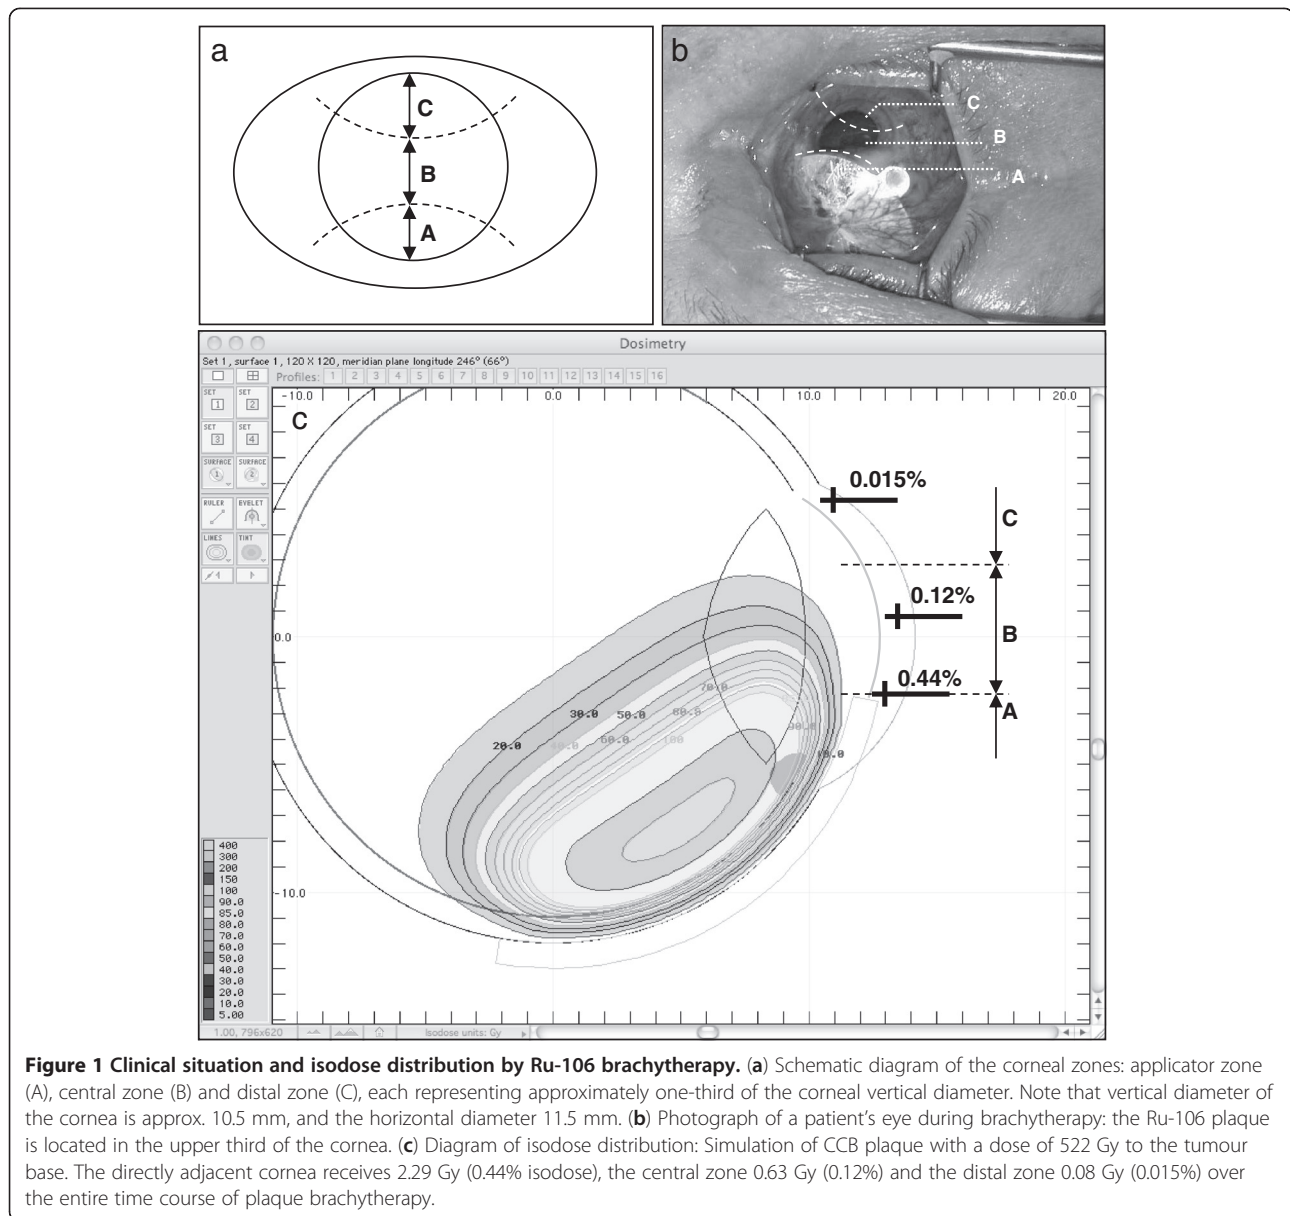 a
C
B
A
b
C
B
A
Dosimetry
Set 1, surface 1, 120 X 120, meridian plane longitude 246° (66°)
Profiles: 1 2 3 4 5 6 7 8 9 10 11 12 13 14 15 16
-10.0 0.0 10.0 20.0
SET SET
1 2
SET SET
3 4
SURFACE SURFACE
1 2
RULER EYELET
LINES TINT
C
0.015%
C
0.12%
B
0.44%
A
0.0
-10.0
70.0
30.0 50.0 80.0
20.0 40.0 60.0 100
90.0
10.0
400
300
200
150
100
90.0
85.0
80.0
70.0
60.0
50.0
40.0
30.0
20.0
10.0
5.00
1.00, 796x620 Isodose units: Gy
Figure 1 Clinical situation and isodose distribution by Ru-106 brachytherapy. (a) Schematic diagram of the corneal zones: applicator zone
(A), central zone (B) and distal zone (C), each representing approximately one-third of the corneal vertical diameter. Note that vertical diameter of
the cornea is approx. 10.5 mm, and the horizontal diameter 11.5 mm. (b) Photograph of a patient's eye during brachytherapy: the Ru-106 plaque
is located in the upper third of the cornea. (c) Diagram of isodose distribution: Simulation of CCB plaque with a dose of 522 Gy to the tumour
base. The directly adjacent cornea receives 2.29 Gy (0.44% isodose), the central zone 0.63 Gy (0.12%) and the distal zone 0.08 Gy (0.015%) over
the entire time course of plaque brachytherapy.